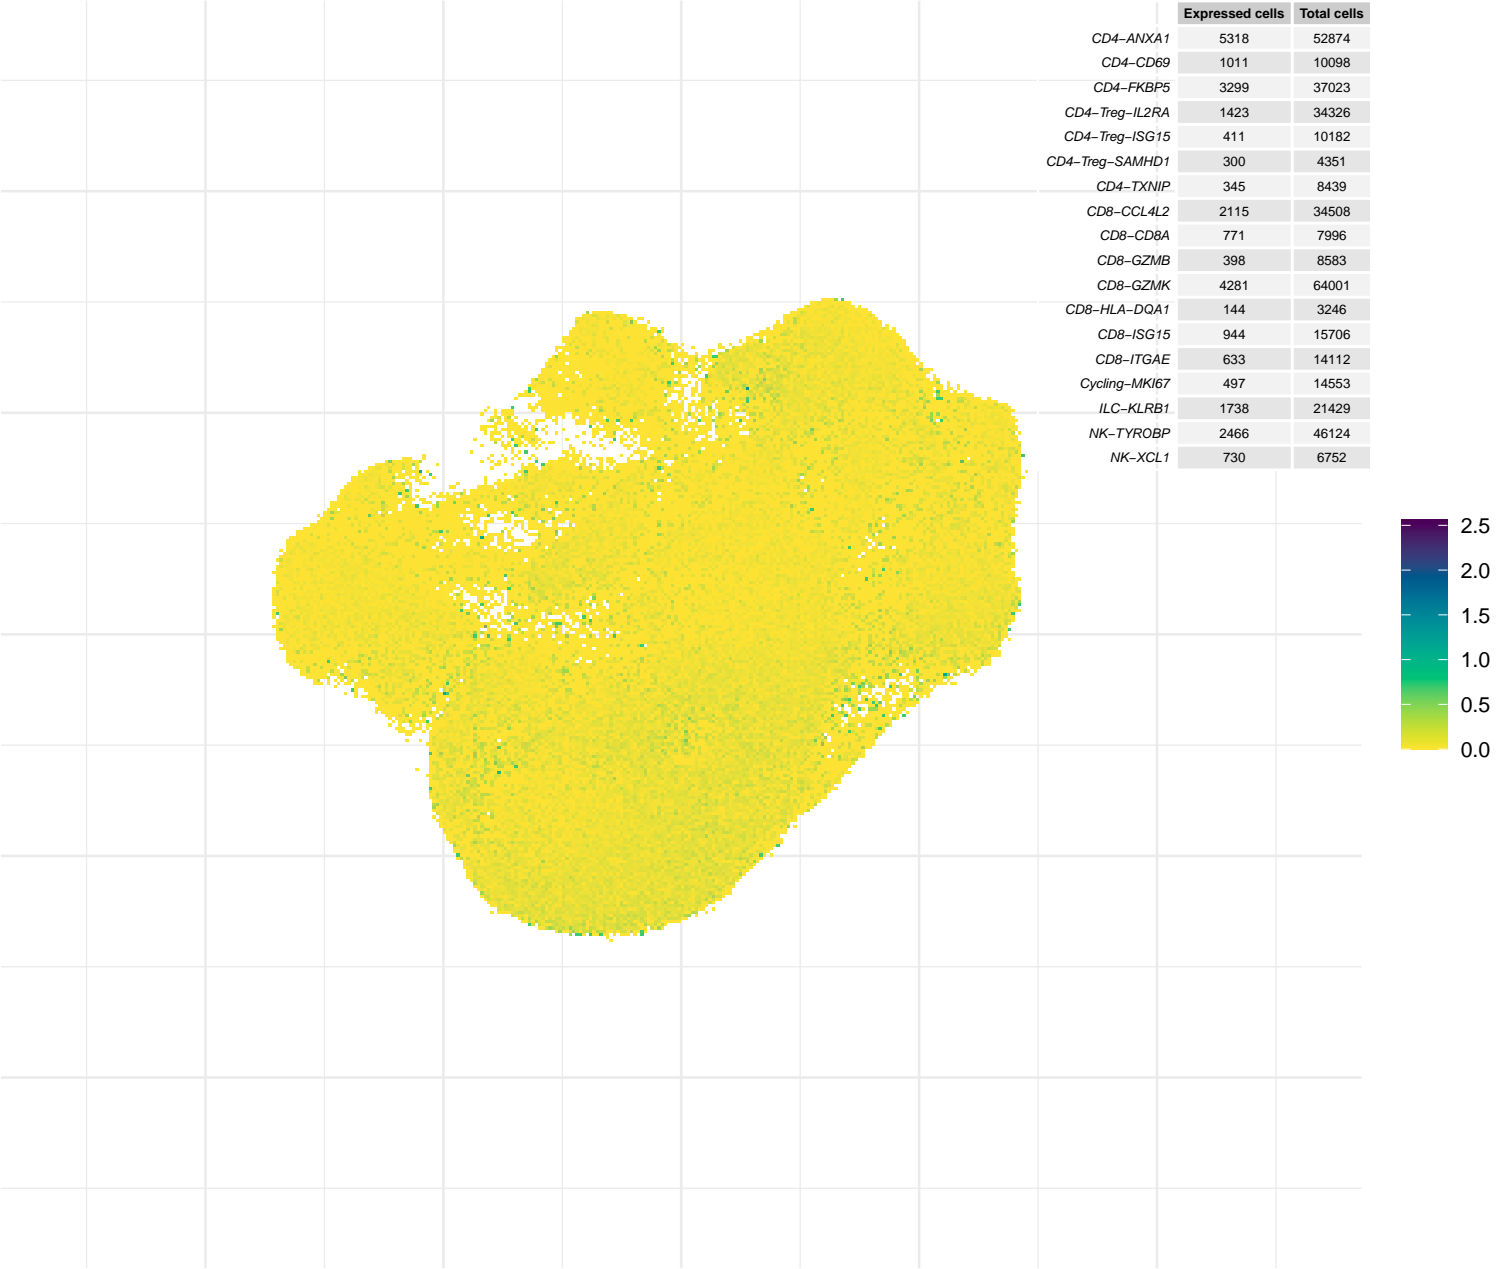 Expressed cells Total cells
CD4−ANXA1 5318 52874
CD4−CD69 1011 10098
CD4−FKBP5 3299 37023
CD4−Treg−IL2RA 1423 34326
CD4−Treg−ISG15 411 10182
CD4−Treg−SAMHD1 300 4351
CD4−TXNIP 345 8439
CD8−CCL4L2 2115 34508
CD8−CD8A 771 7996
CD8−GZMB 398 8583
CD8−GZMK 4281 64001
CD8−HLA−DQA1 144 3246
CD8−ISG15 944 15706
CD8−ITGAE 633 14112
Cycling−MKI67 497 14553
ILC−KLRB1 1738 21429
NK−TYROBP 2466 46124
NK−XCL1 730 6752
2.5
2.0
1.5
1.0
0.5
0.0